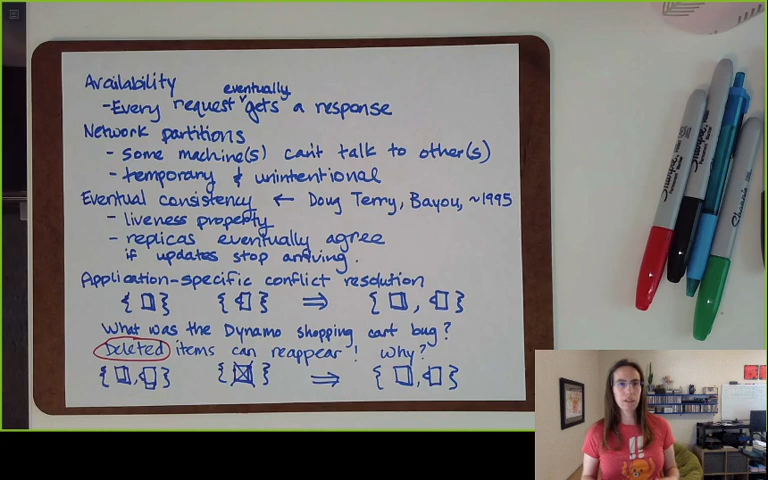 Availability
- Every request eventually gets a response
Network partitions
- some machine(s) can't talk to other(s)
- temporary & unintentional
Eventual consistency ← Doug Terry, Bayou, ~1995
- liveness property
- replicas eventually agree
if updates stop arriving.
Application-specific conflict resolution
{ } { } ⇒ { , }
What was the Dynamo shopping cart bug?
Deleted items can reappear! Why?
{ , } { } ⇒ { , }
Sharpie
Sharpie